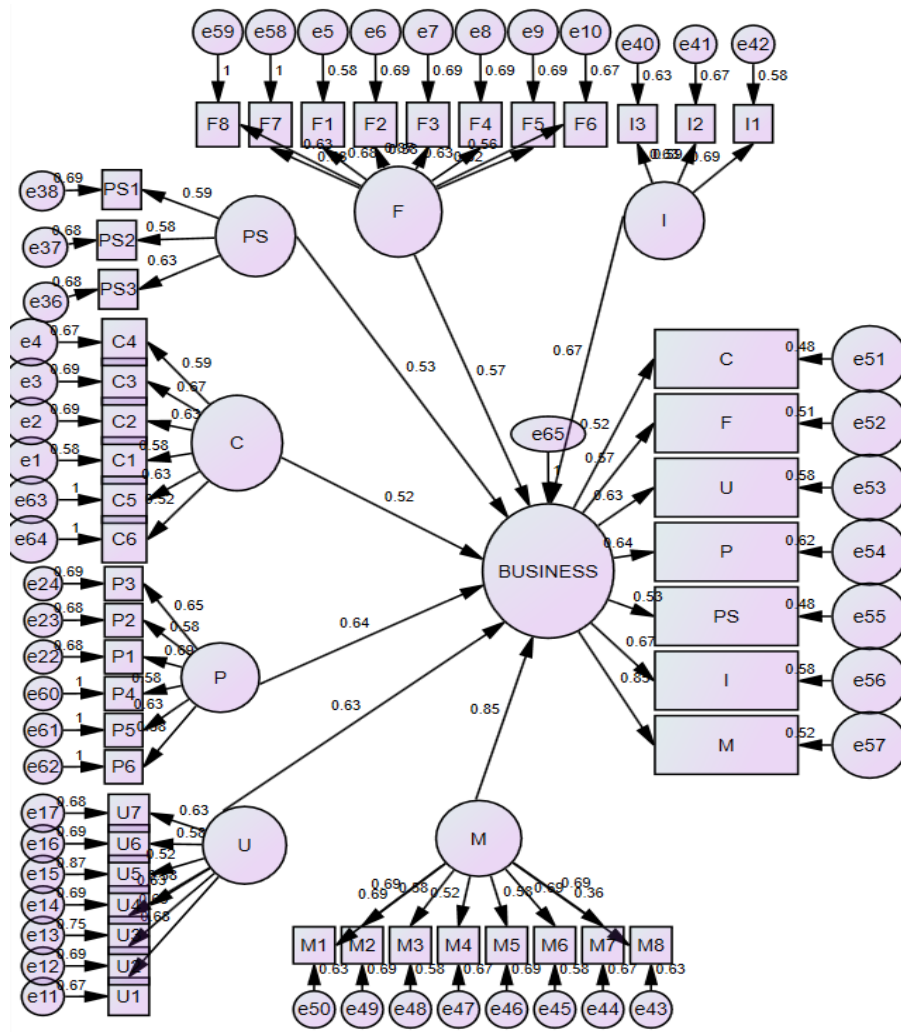 e59 e58 e5 e6 e7 e8 e9 e10 e40 e41 e42
1 1 0.58 0.69 0.69 0.69 0.69 0.67 0.63 0.67 0.58
F8 F7 F1 F2 F3 F4 F5 F6 I3 I2 I1
0.63 0.68 0.63 0.56 0.69
F I
e38 0.69 PS1 0.59
e37 0.68 PS2 0.58 PS
e36 0.68 PS3 0.63
e4 0.67 C4 0.59
e3 0.69 C3 0.67
e2 0.69 C2 0.63
e1 0.58 C1 0.58 C
e63 1 C5 0.63
e64 1 C6 0.52
0.53 0.57 0.67
0.52
e65 1
BUSINESS
0.52 C 0.48 e51
0.57 F 0.51 e52
0.63 U 0.58 e53
0.64 P 0.62 e54
0.53 PS 0.48 e55
0.67 I 0.58 e56
0.85 M 0.52 e57
e24 0.69 P3 0.65
e23 0.68 P2 0.58
e22 0.68 P1 0.69 P
e60 1 P4 0.58
e61 1 P5 0.63
e62 1 P6
0.64
0.63
0.85
e17 0.68 U7 0.63
e16 0.69 U6 0.58 U
e15 0.87 U5 0.52
e14 0.69 U4 0.63
e13 0.75 U3 0.68
e12 0.69 U2
e11 0.67 U1
M
0.69 0.69 0.58 0.52 0.58 0.69 0.69 0.36
M1 M2 M3 M4 M5 M6 M7 M8
0.63 0.69 0.58 0.67 0.69 0.58 0.67 0.63
e50 e49 e48 e47 e46 e45 e44 e43